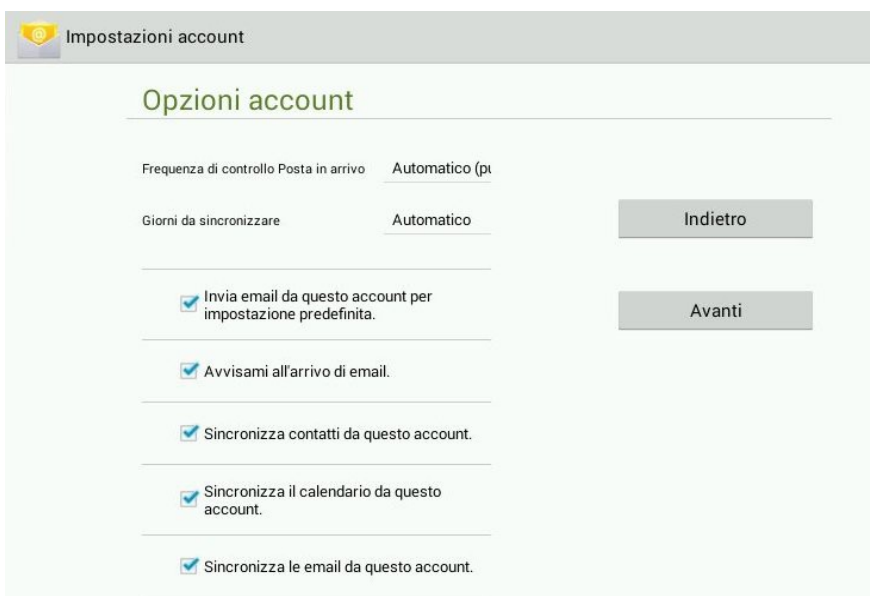 Impostazioni account
Opzioni account
Frequenza di controllo Posta in arrivo Automatico (pu
Giorni da sincronizzare Automatico
Indietro
Invia email da questo account per
impostazione predefinita.
Avanti
Avvisami all'arrivo di email.
Sincronizza contatti da questo account.
Sincronizza il calendario da questo
account.
Sincronizza le email da questo account.